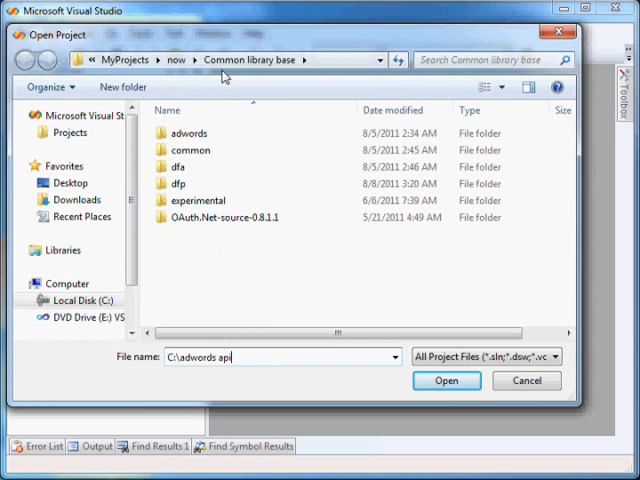 Microsoft Visual Studio
Open Project
« MyProjects ▸ now ▸ Common library base ▸
Search Common library base
Organize
New folder
Name
Date modified
Type
Size
Microsoft Visual St
Projects
Favorites
Desktop
Downloads
Recent Places
Libraries
Computer
Local Disk (C:)
DVD Drive (E:) VS
adwords 8/5/2011 2:34 AM File folder
common 8/5/2011 2:45 AM File folder
dfa 8/5/2011 2:46 AM File folder
dfp 8/8/2011 3:20 AM File folder
experimental 6/6/2011 7:39 AM File folder
OAuth.Net-source-0.8.1.1 5/21/2011 4:49 AM File folder
File name: C:\adwords api
All Project Files (*.sln;*.dsw;*.vc
Open
Cancel
Toolbox
Error List
Output
Find Results 1
Find Symbol Results